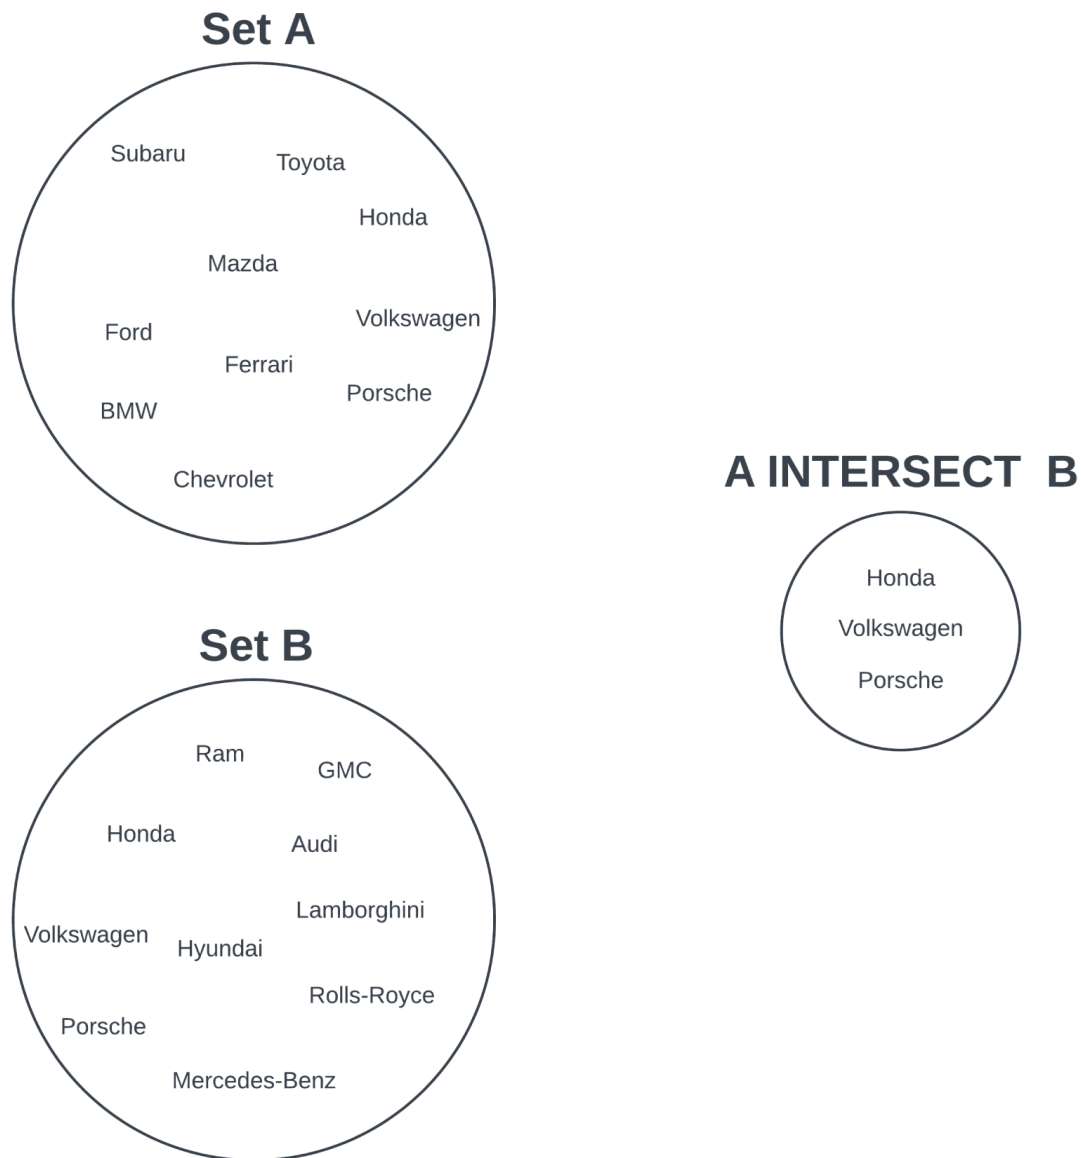 Set A
Subaru
Toyota
Honda
Mazda
Volkswagen
Ford
Ferrari
Porsche
BMW
Chevrolet
A INTERSECT B
Honda
Volkswagen
Porsche
Set B
Ram
GMC
Honda
Audi
Lamborghini
Volkswagen
Hyundai
Rolls-Royce
Porsche
Mercedes-Benz